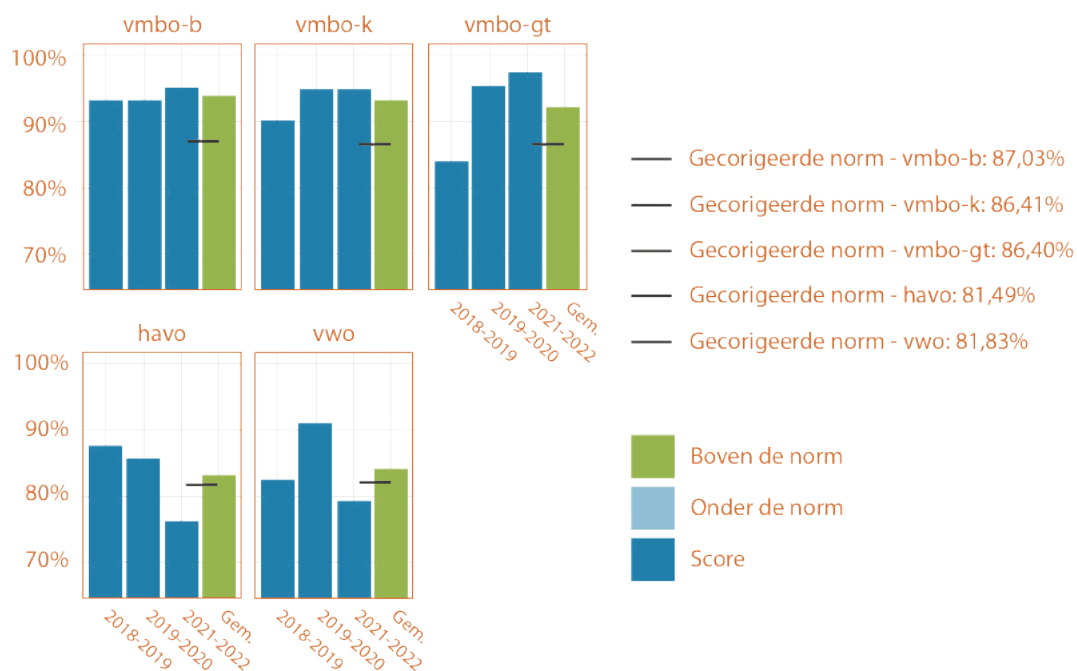 vmbo-b
vmbo-k
vmbo-gt
100%
90%
80%
70%
2018-2019
2019-2020
2021-2022
Gem.
havo
vwo
100%
90%
80%
70%
2018-2019
2019-2020
2021-2022
Gem.
2018-2019
2019-2020
2021-2022
Gem.
Gecorigeerde norm - vmbo-b: 87,03%
Gecorigeerde norm - vmbo-k: 86,41%
Gecorigeerde norm - vmbo-gt: 86,40%
Gecorigeerde norm - havo: 81,49%
Gecorigeerde norm - vwo: 81,83%
Boven de norm
Onder de norm
Score